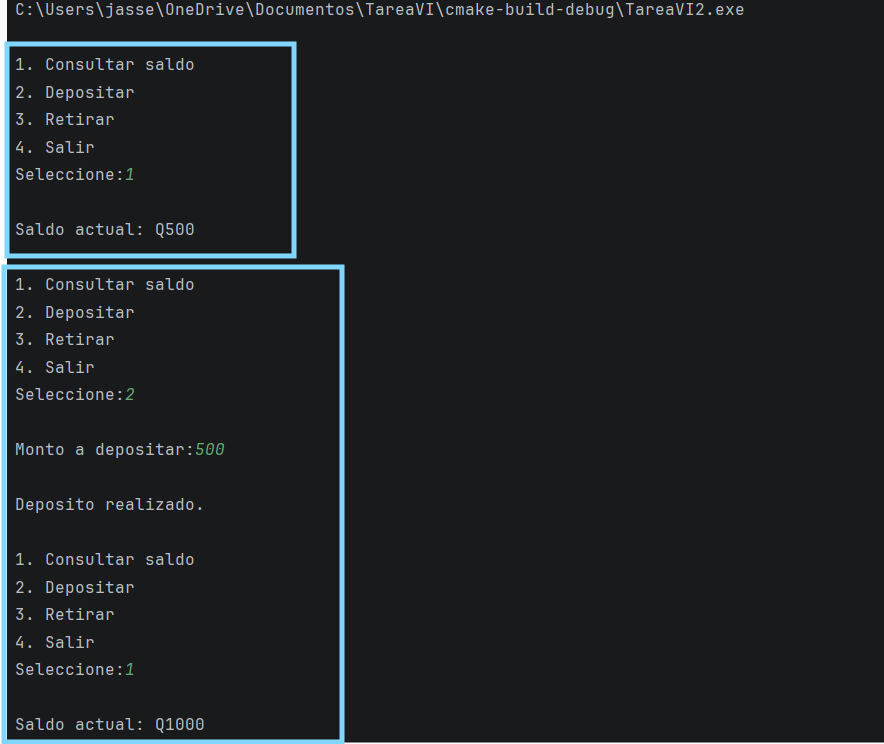 C:\Users\jasse\OneDrive\Documentos\TareaVI\cmake-build-debug\TareaVI2.exe
1. Consultar saldo
2. Depositar
3. Retirar
4. Salir
Seleccione:1
Saldo actual: Q500
1. Consultar saldo
2. Depositar
3. Retirar
4. Salir
Seleccione:2
Monto a depositar:500
Deposito realizado.
1. Consultar saldo
2. Depositar
3. Retirar
4. Salir
Seleccione:1
Saldo actual: Q1000